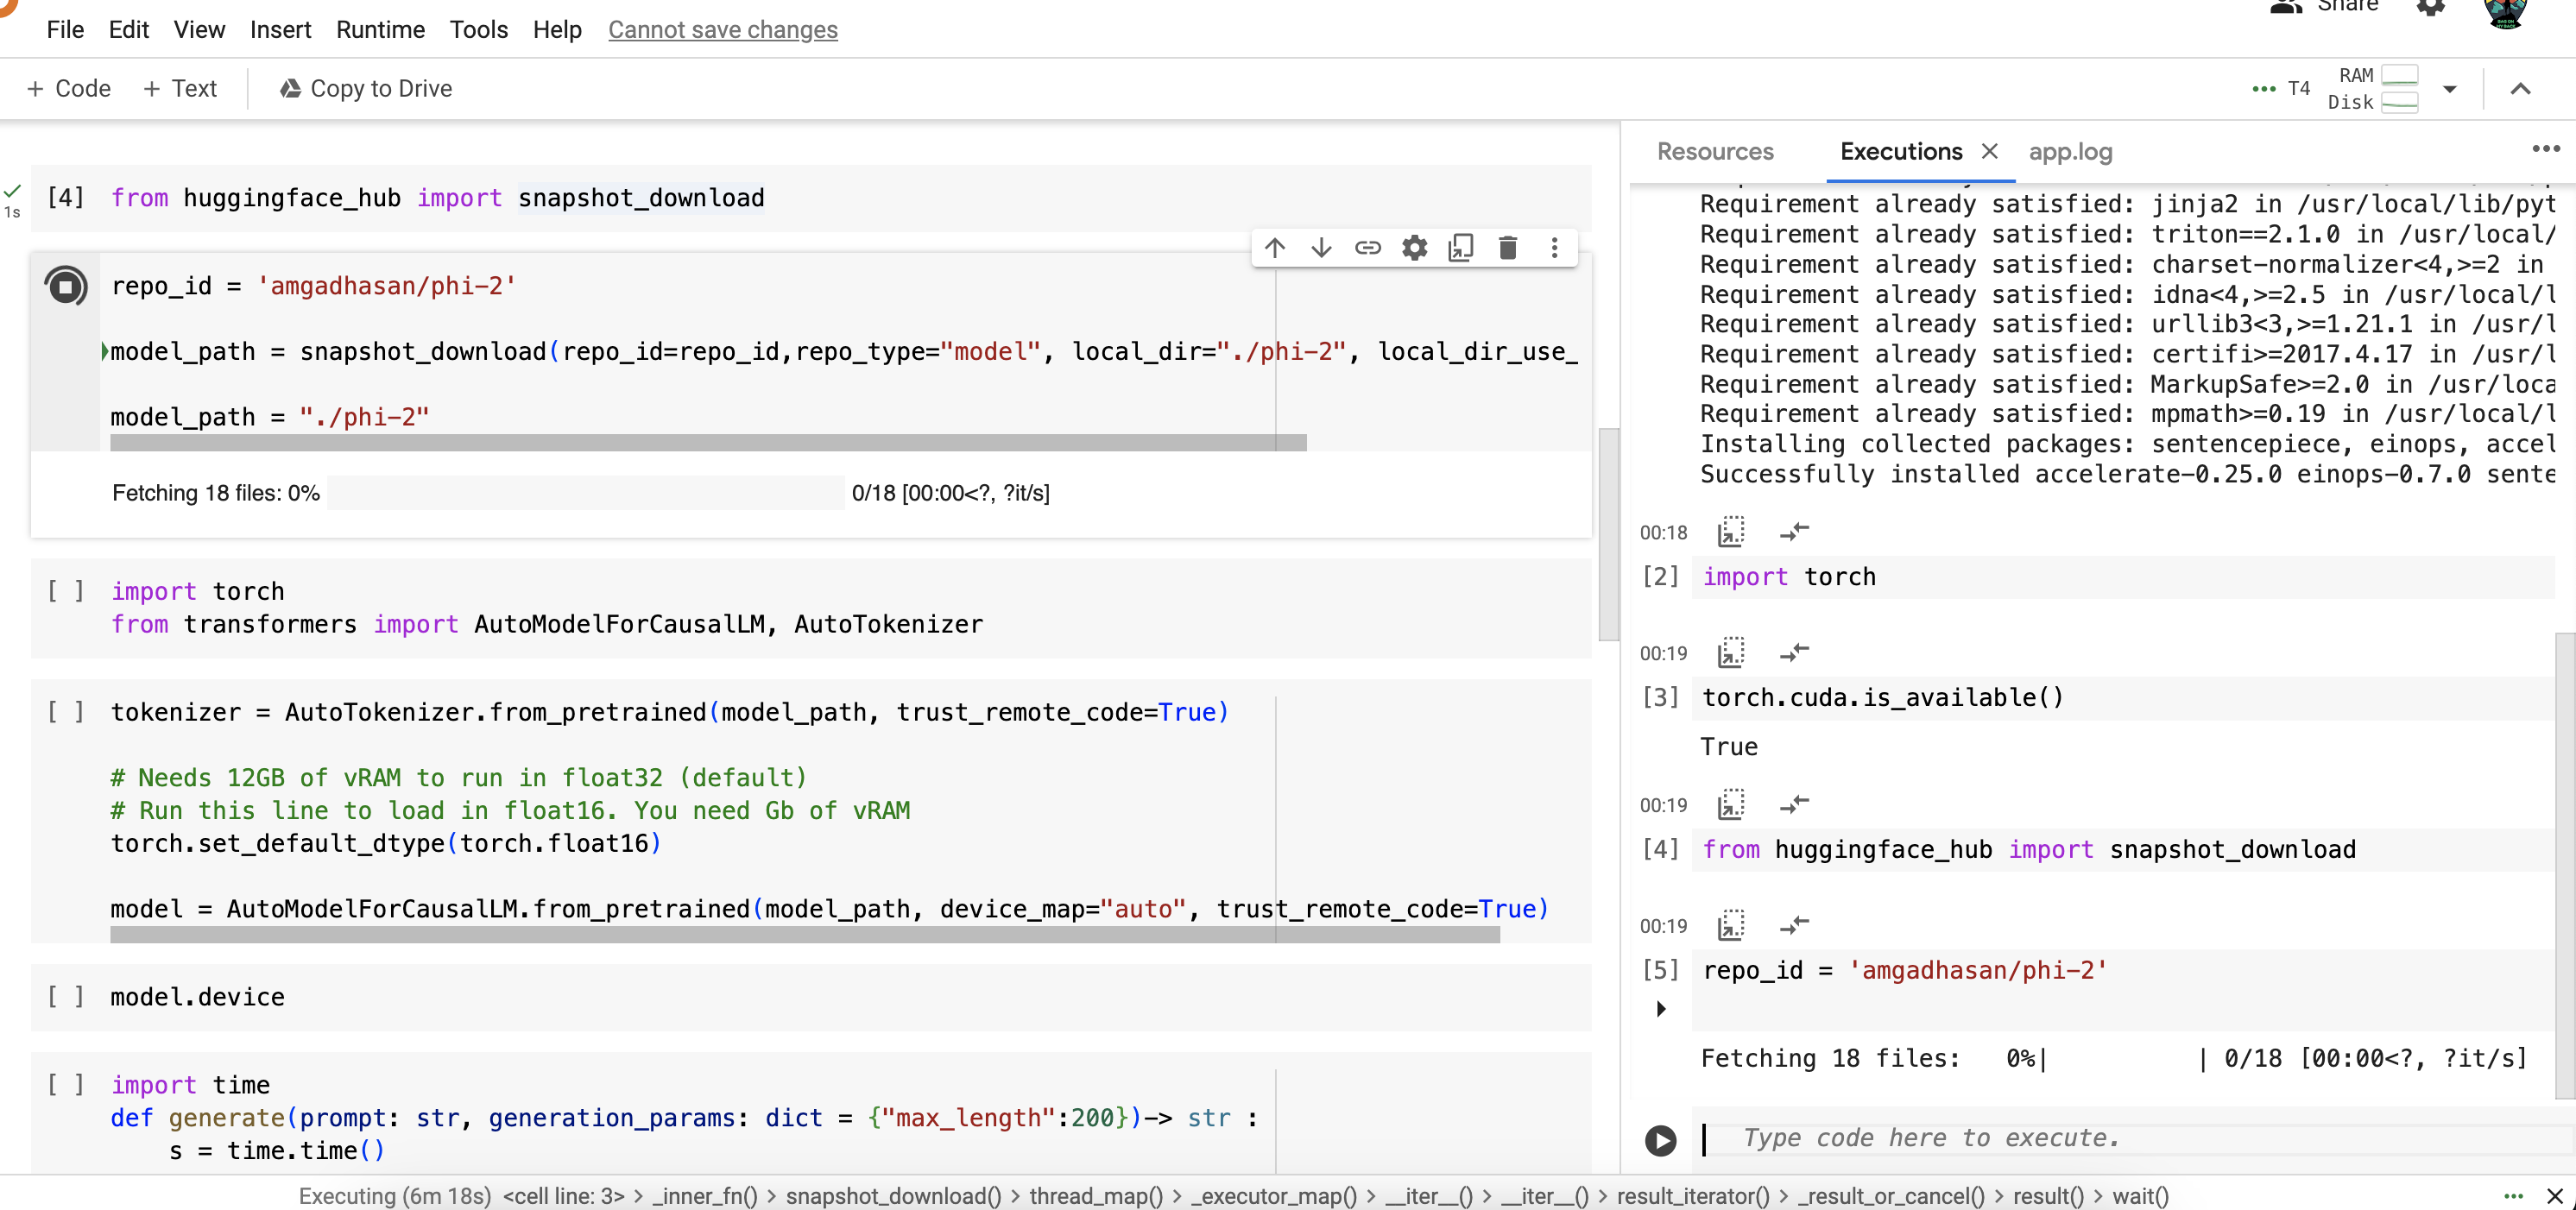 Share
File Edit View Insert Runtime Tools Help Cannot save changes
+ Code + Text Copy to Drive
T4 RAM
Disk
1s
[4] from huggingface_hub import snapshot_download
repo_id = 'amgadhasan/phi-2'
model_path = snapshot_download(repo_id=repo_id,repo_type="model", local_dir="./phi-2", local_dir_use_
model_path = "./phi-2"
Fetching 18 files: 0% 0/18 [00:00<?, ?it/s]
[ ] import torch
from transformers import AutoModelForCausalLM, AutoTokenizer
[ ] tokenizer = AutoTokenizer.from_pretrained(model_path, trust_remote_code=True)
# Needs 12GB of vRAM to run in float32 (default)
# Run this line to load in float16. You need Gb of vRAM
torch.set_default_dtype(torch.float16)
model = AutoModelForCausalLM.from_pretrained(model_path, device_map="auto", trust_remote_code=True)
[ ] model.device
[ ] import time
def generate(prompt: str, generation_params: dict = {"max_length":200})-> str :
s = time.time()
Resources Executions app.log
Requirement already satisfied: jinja2 in /usr/local/lib/pyt
Requirement already satisfied: triton==2.1.0 in /usr/local/
Requirement already satisfied: charset-normalizer<4,>=2 in
Requirement already satisfied: idna<4,>=2.5 in /usr/local/l
Requirement already satisfied: urllib3<3,>=1.21.1 in /usr/l
Requirement already satisfied: certifi>=2017.4.17 in /usr/l
Requirement already satisfied: MarkupSafe>=2.0 in /usr/loca
Requirement already satisfied: mpmath>=0.19 in /usr/local/l
Installing collected packages: sentencepiece, einops, accel
Successfully installed accelerate-0.25.0 einops-0.7.0 sente
00:18
[2] import torch
00:19
[3] torch.cuda.is_available()
True
00:19
[4] from huggingface_hub import snapshot_download
00:19
[5] repo_id = 'amgadhasan/phi-2'
Fetching 18 files: 0%| | 0/18 [00:00<?, ?it/s]
Type code here to execute.
Executing (6m 18s) <cell line: 3> > _inner_fn() > snapshot_download() > thread_map() > _executor_map() > __iter__() > __iter__() > result_iterator() > _result_or_cancel() > result() > wait()